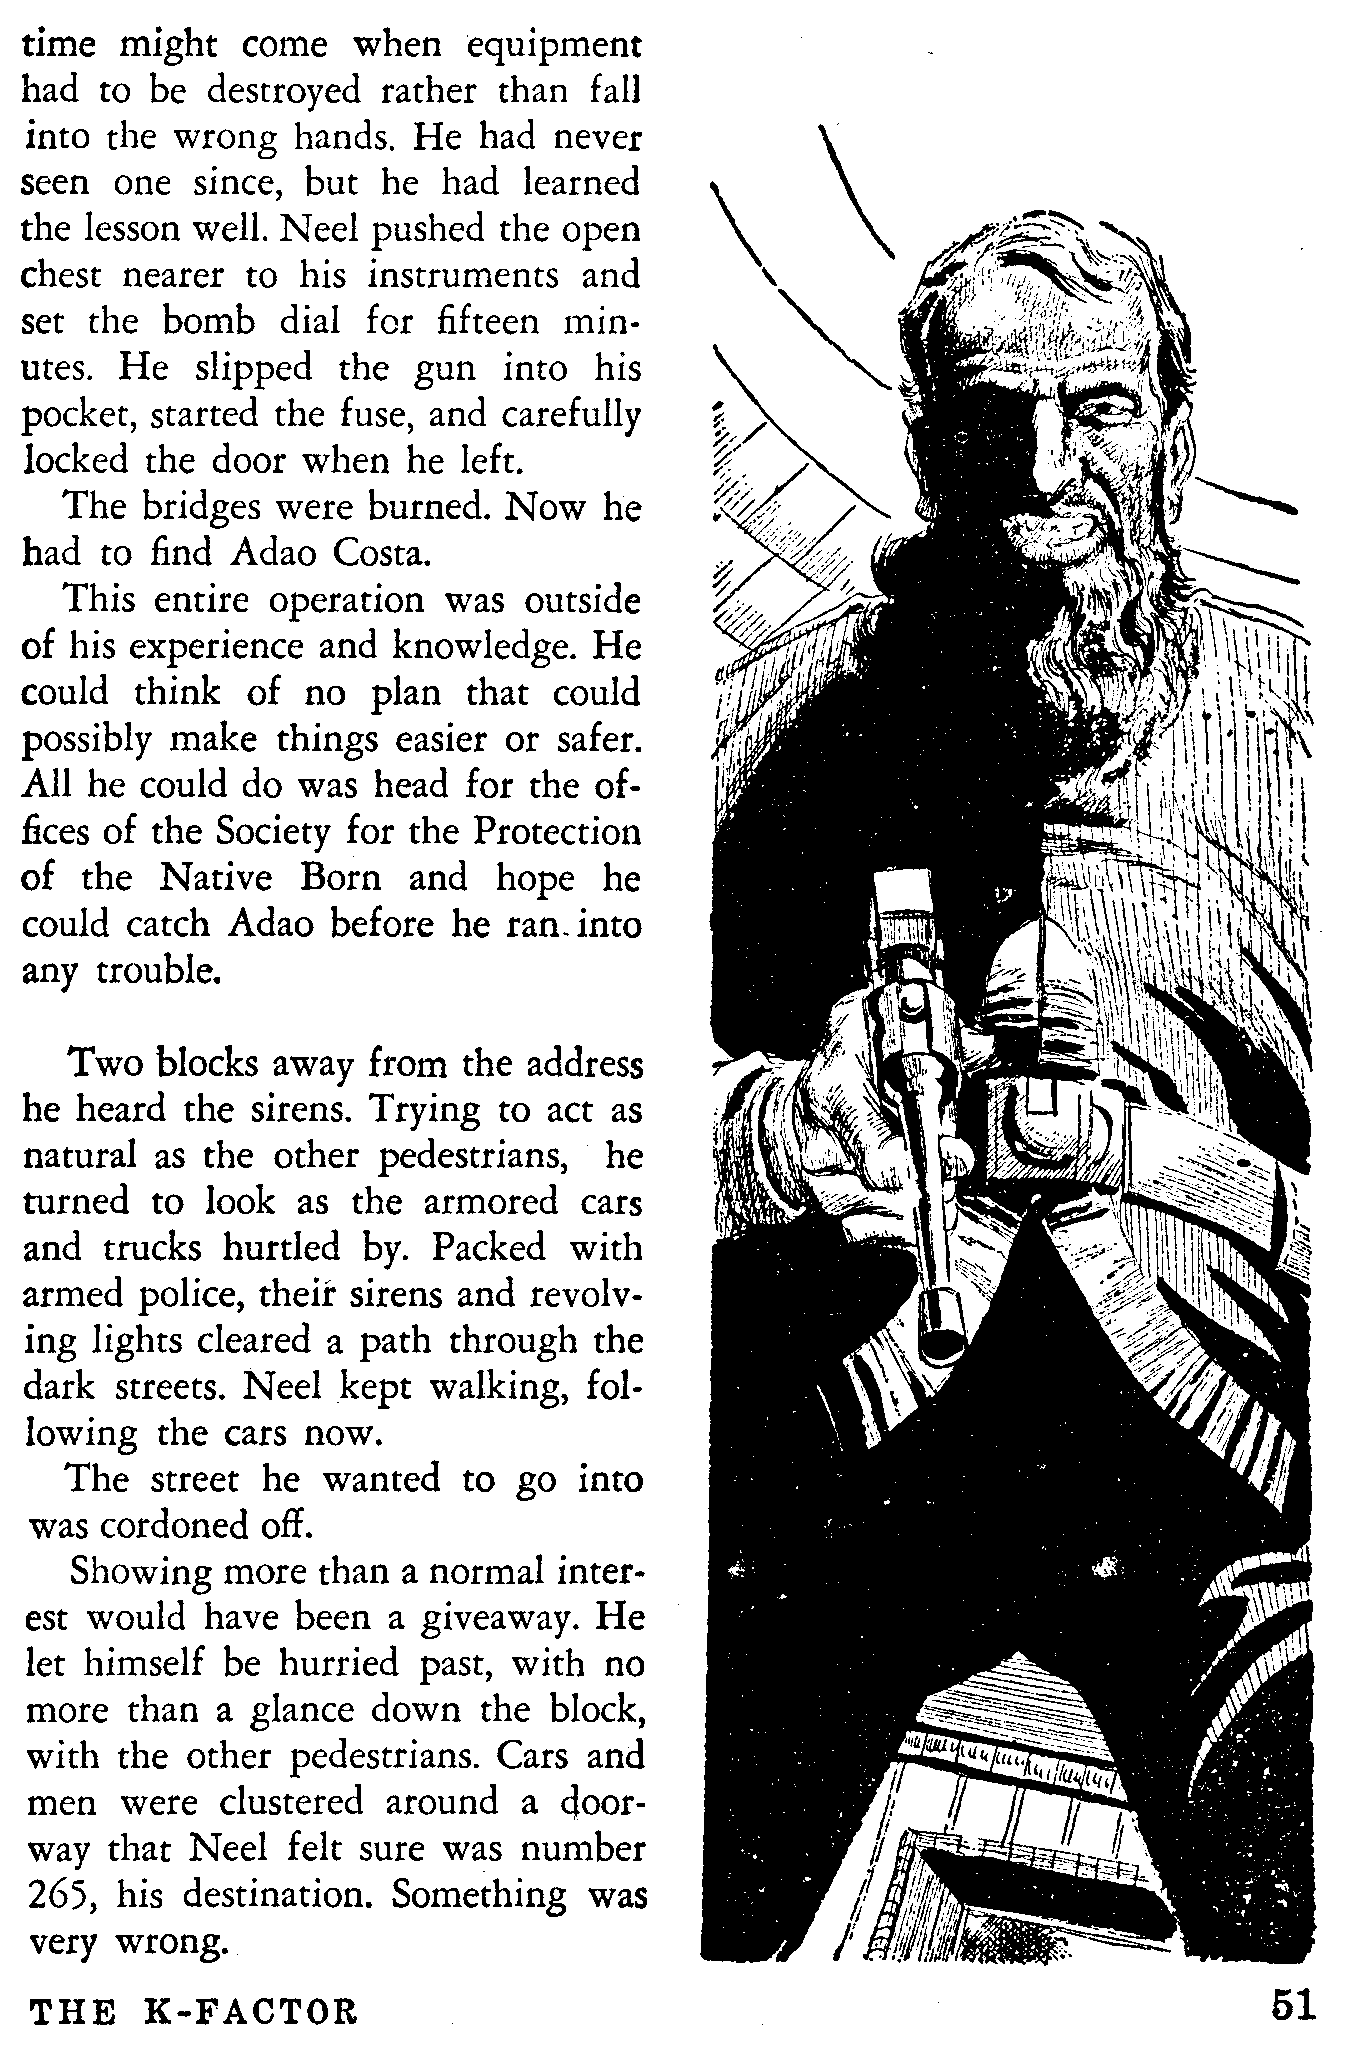 time might come when equipment
had to be destroyed rather than fall
into the wrong hands. He had never
seen one since, but he had learned
the lesson well. Neel pushed the open
chest nearer to his instruments and
set the bomb dial for fifteen min-
utes. He slipped the gun into his
pocket, started the fuse, and carefully
locked the door when he left.
The bridges were burned. Now he
had to find Adao Costa.
This entire operation was outside
of his experience and knowledge. He
could think of no plan that could
possibly make things easier or safer.
All he could do was head for the of-
fices of the Society for the Protection
of the Native Born and hope he
could catch Adao before he ran into
any trouble.
Two blocks away from the address
he heard the sirens. Trying to act as
natural as the other pedestrians, he
turned to look as the armored cars
and trucks hurtled by. Packed with
armed police, their sirens and revolv-
ing lights cleared a path through the
dark streets. Neel kept walking, fol-
lowing the cars now.
The street he wanted to go into
was cordoned off.
Showing more than a normal inter-
est would have been a giveaway. He
let himself be hurried past, with no
more than a glance down the block,
with the other pedestrians. Cars and
men were clustered around a door-
way that Neel felt sure was number
265, his destination. Something was
very wrong.
THE K-FACTOR
51